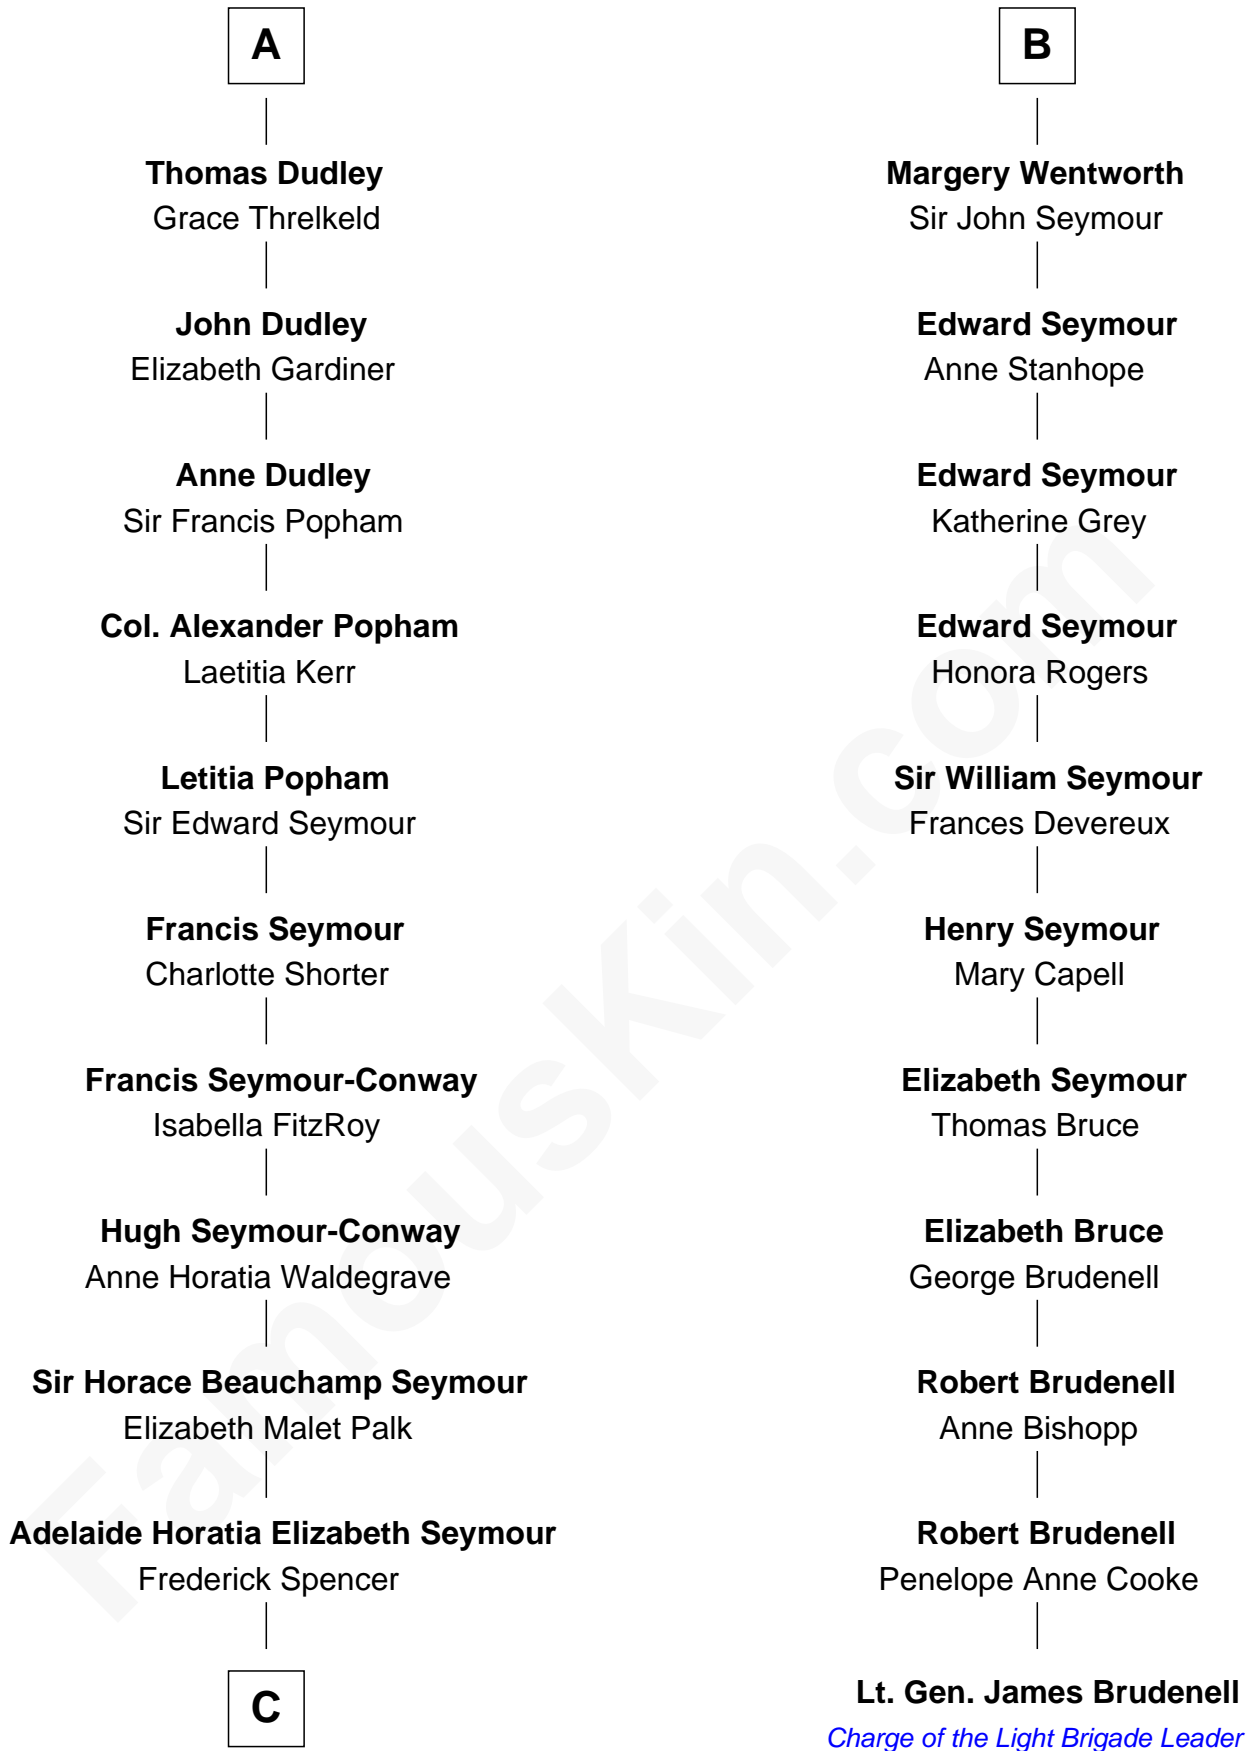 A
Thomas Dudley
Grace Threlkeld
John Dudley
Elizabeth Gardiner
Anne Dudley
Sir Francis Popham
Col. Alexander Popham
Laetitia Kerr
Letitia Popham
Sir Edward Seymour
Francis Seymour
Charlotte Shorter
Francis Seymour-Conway
Isabella FitzRoy
Hugh Seymour-Conway
Anne Horatia Waldegrave
Sir Horace Beauchamp Seymour
Elizabeth Malet Palk
Adelaide Horatia Elizabeth Seymour
Frederick Spencer
C
B
Margery Wentworth
Sir John Seymour
Edward Seymour
Anne Stanhope
Edward Seymour
Katherine Grey
Edward Seymour
Honora Rogers
Sir William Seymour
Frances Devereux
Henry Seymour
Mary Capell
Elizabeth Seymour
Thomas Bruce
Elizabeth Bruce
George Brudenell
Robert Brudenell
Anne Bishopp
Robert Brudenell
Penelope Anne Cooke
Lt. Gen. James Brudenell
Charge of the Light Brigade Leader
FamousKin.com